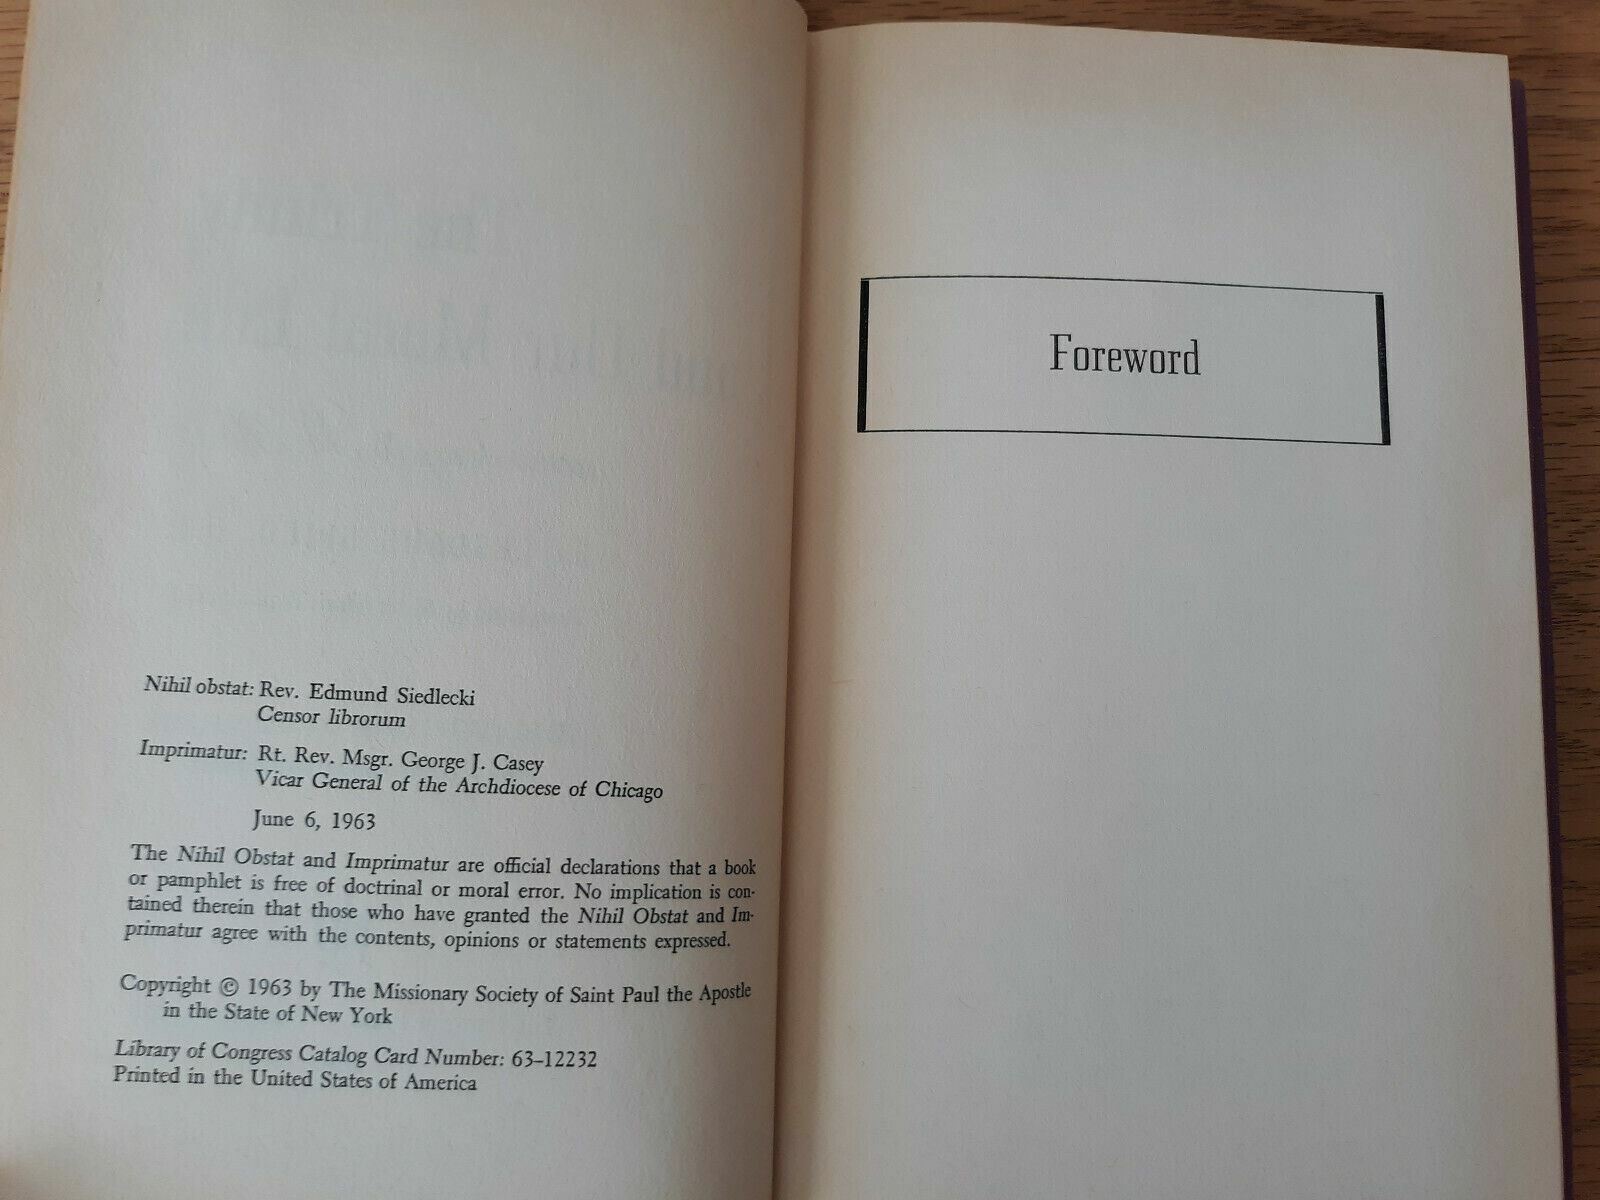 Nihil obstat: Rev. Edmund Siedlecki
Censor librorum
Imprimatur: Rt. Rev. Msgr. George J. Casey
Vicar General of the Archdiocese of Chicago
June 6, 1963
The Nihil Obstat and Imprimatur are official declarations that a book
or pamphlet is free of doctrinal or moral error. No implication is con-
tained therein that those who have granted the Nihil Obstat and Im-
primatur agree with the contents, opinions or statements expressed.
Copyright © 1963 by The Missionary Society of Saint Paul the Apostle
in the State of New York
Library of Congress Catalog Card Number: 63–12232
Printed in the United States of America
Foreword